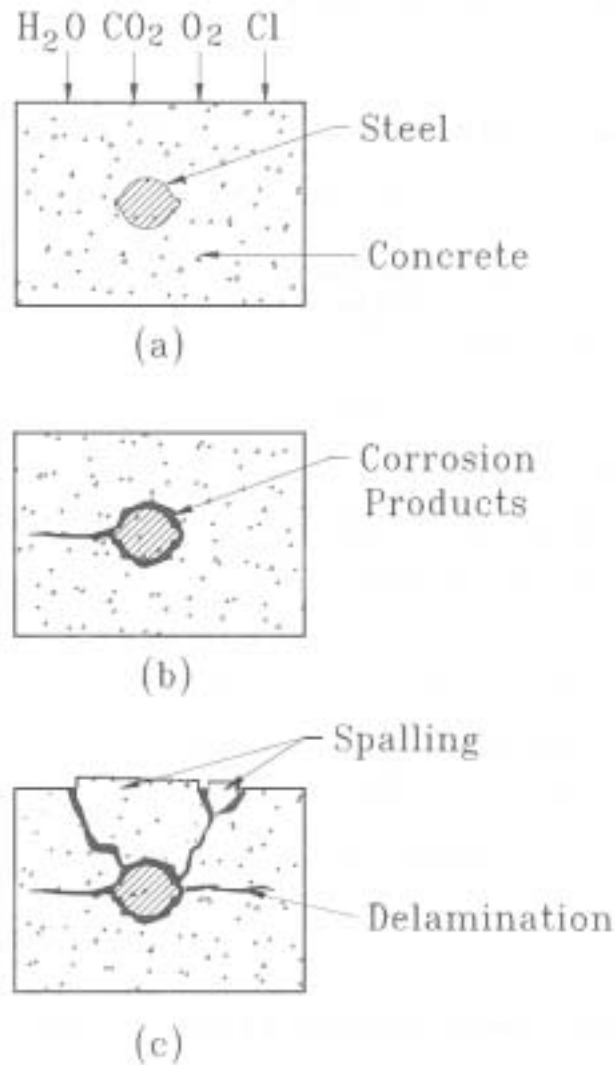 H₂O CO₂ O₂ Cl
Steel
Concrete
(a)
Corrosion
Products
(b)
Spalling
Delamination
(c)